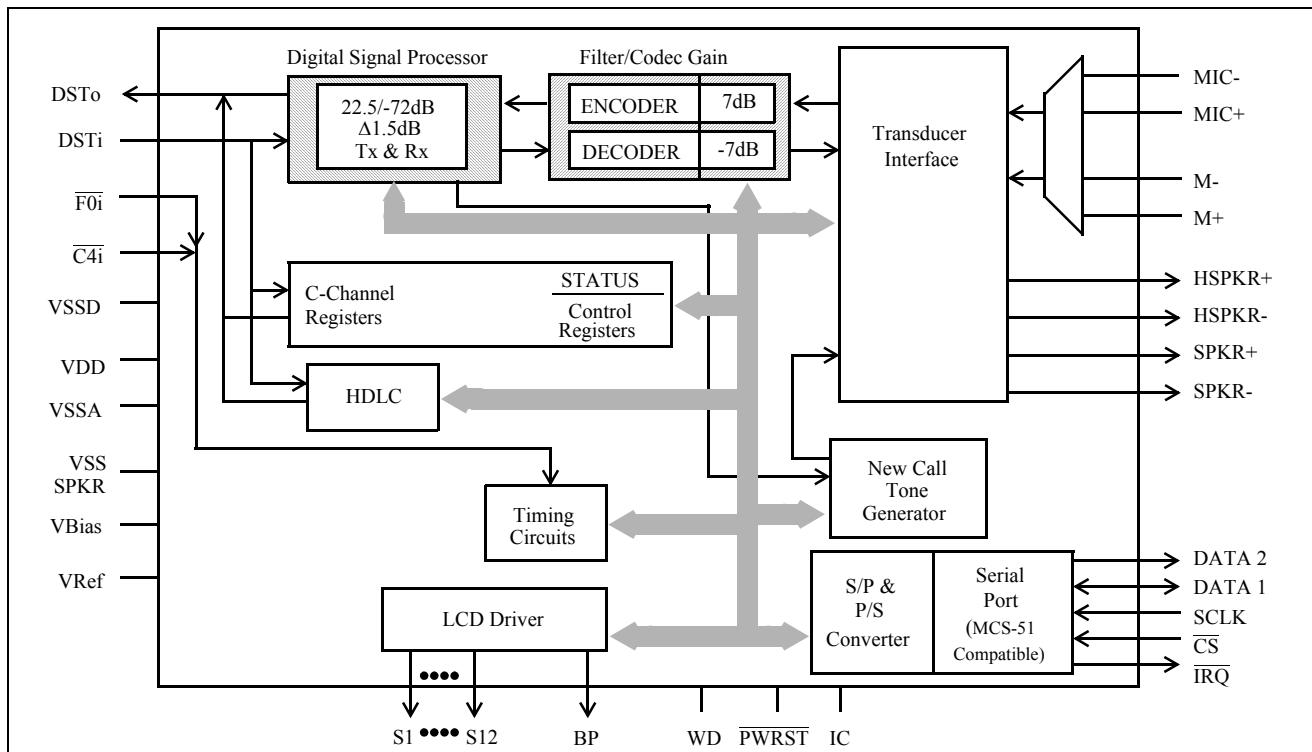 Digital Signal Processor
22.5/-72dB
Δ1.5dB
Tx & Rx
Filter/Codec Gain
ENCODER
7dB
DECODER
-7dB
Transducer
Interface
DSTo
DSTi
F0i
C4i
VSSD
VDD
VSSA
VSS
SPKR
VBias
VRef
MIC-
MIC+
M-
M+
HSPKR+
HSPKR-
SPKR+
SPKR-
C-Channel
Registers
STATUS
Control
Registers
HDLC
Timing
Circuits
New Call
Tone
Generator
LCD Driver
S/P &
P/S
Converter
Serial
Port
(MCS-51
Compatible)
DATA 2
DATA 1
SCLK
CS
IRQ
S1
S12
BP
WD
PWRST
IC